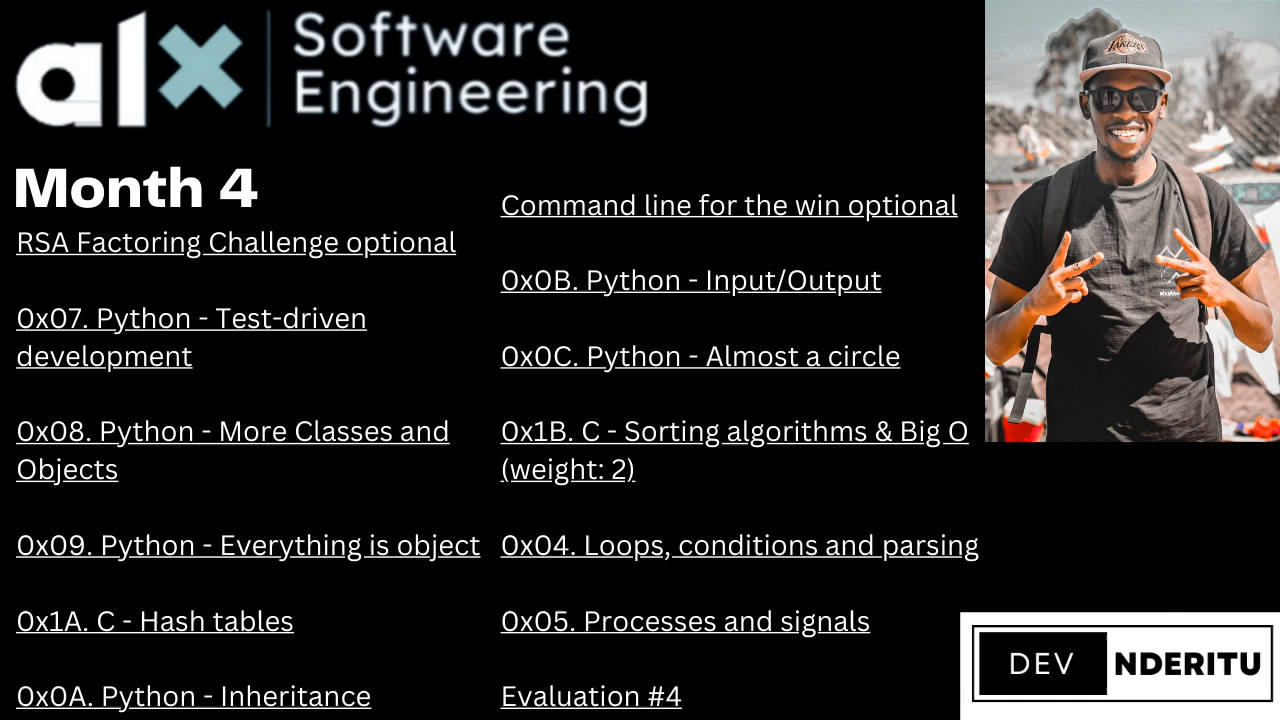 alx
Software
Engineering
Month 4
RSA Factoring Challenge optional
0x07. Python - Test-driven
development
0x08. Python - More Classes and
Objects
0x09. Python - Everything is object
0x1A. C - Hash tables
0x0A. Python - Inheritance
Command line for the win optional
0x0B. Python - Input/Output
0x0C. Python - Almost a circle
0x1B. C - Sorting algorithms & Big O
(weight: 2)
0x04. Loops, conditions and parsing
0x05. Processes and signals
Evaluation #4
LAKERS
DEV NDERITU